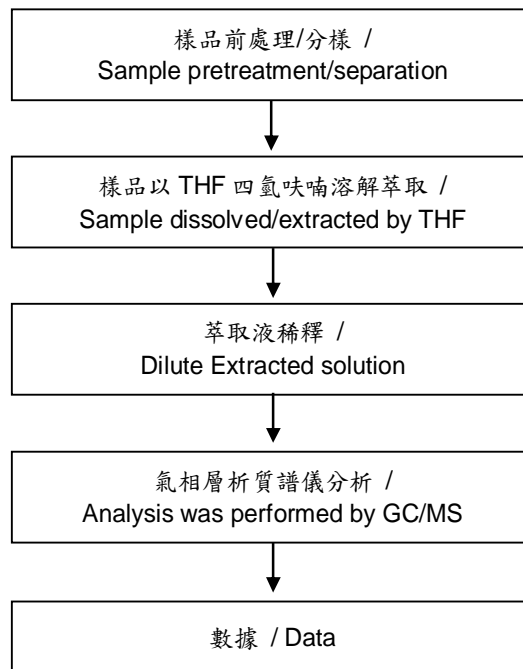 樣品前處理/分樣 /
Sample pretreatment/separation
樣品以 THF 四氫呋喃溶解萃取 /
Sample dissolved/extracted by THF
萃取液稀釋 /
Dilute Extracted solution
氣相層析質譜儀分析 /
Analysis was performed by GC/MS
數據 / Data